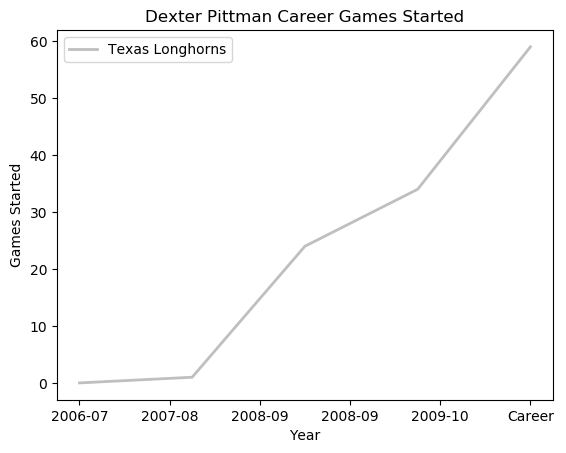 Dexter Pittman Career Games Started
Texas Longhorns
60
50
40
30
20
10
0
Games Started
2006-07 2007-08 2008-09 2008-09 2009-10 Career
Year